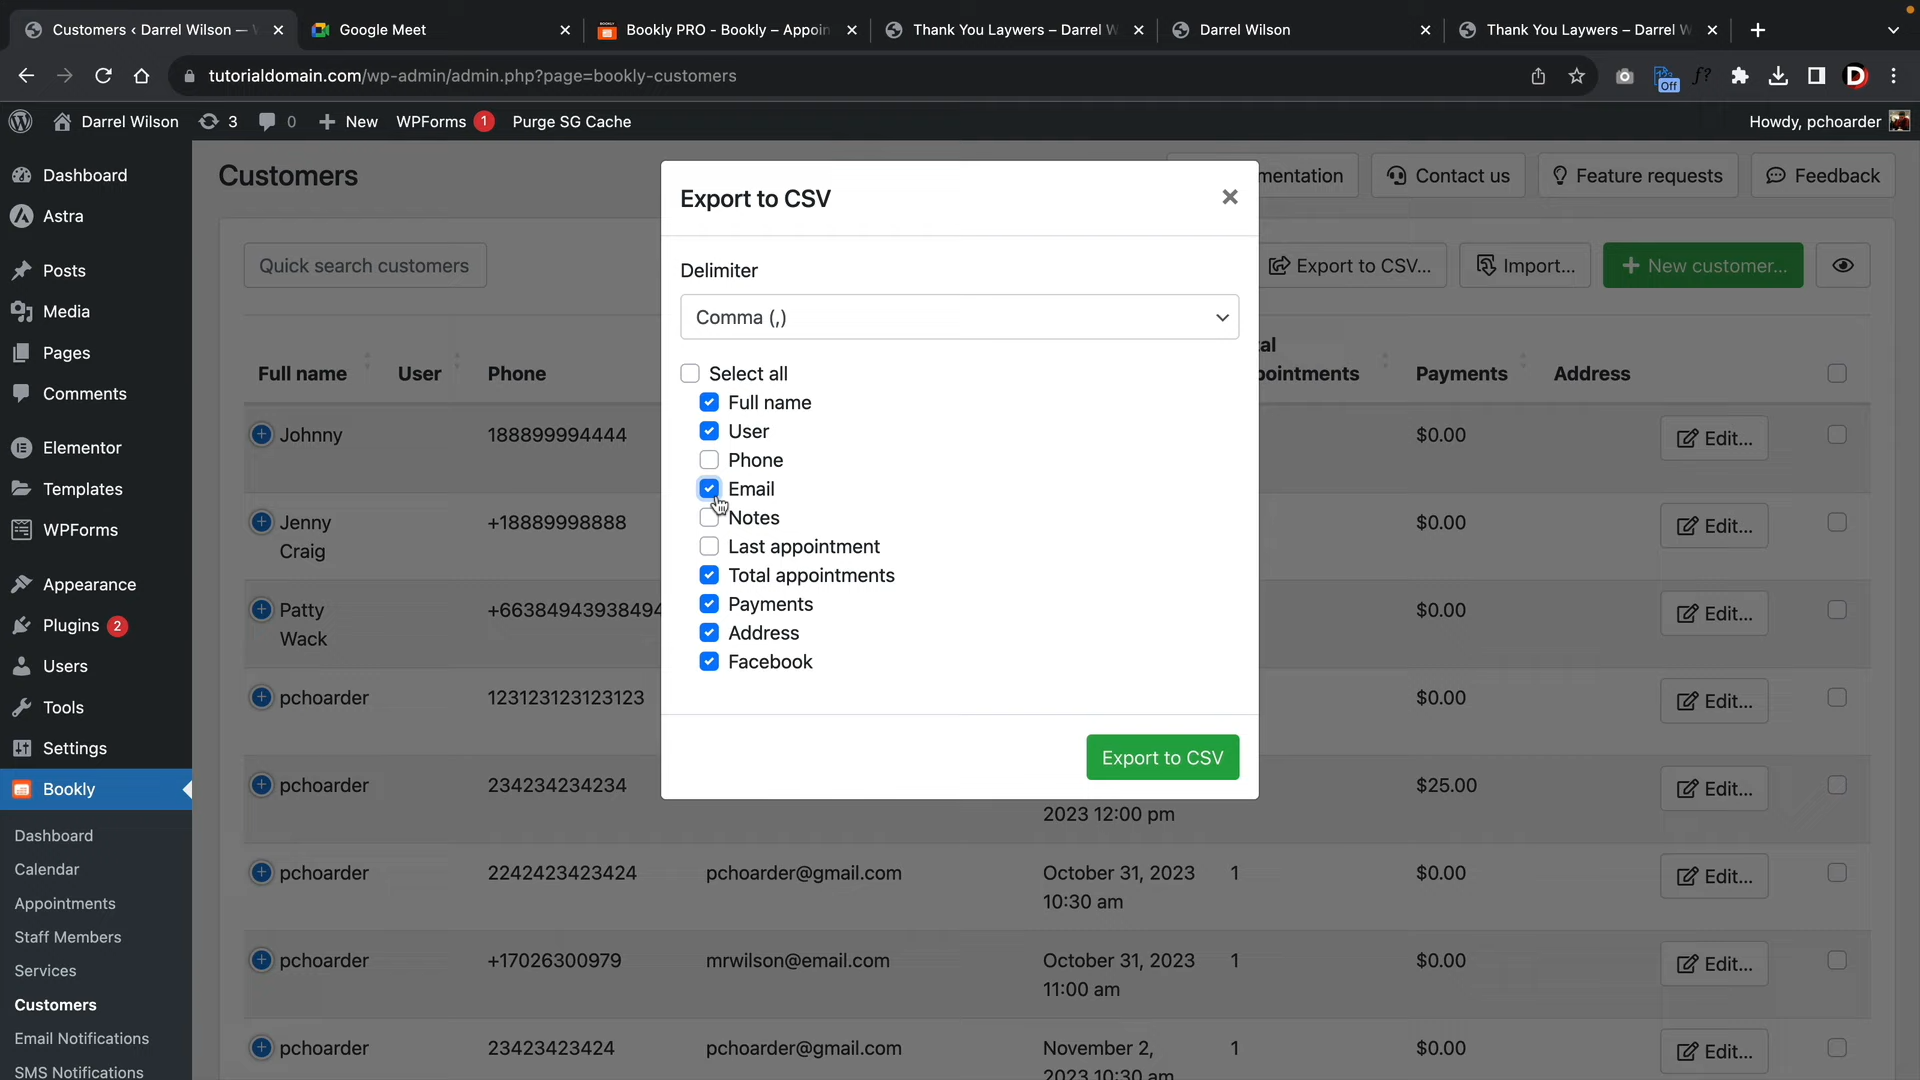 Customers ‹ Darrel Wilson —
Google Meet
Bookly PRO - Bookly – Appoin
Thank You Laywers – Darrel W
Darrel Wilson
Thank You Laywers – Darrel W
tutorialdomain.com/wp-admin/admin.php?page=bookly-customers
Off
f?
D
Darrel Wilson
3
0
New
WPForms 1
Purge SG Cache
Howdy, pchoarder
Dashboard
Astra
Posts
Media
Pages
Comments
Elementor
Templates
WPForms
Appearance
Plugins 2
Users
Tools
Settings
Bookly
Dashboard
Calendar
Appointments
Staff Members
Services
Customers
Email Notifications
SMS Notifications
Customers
mentation
Contact us
Feature requests
Feedback
Quick search customers
Export to CSV...
Import...
New customer...
Full name
User
Phone
al
pointments
Payments
Address
Johnny 188899994444 $0.00 Edit...
Jenny +18889998888 $0.00 Edit...
Craig
Patty +66384943938494 $0.00 Edit...
Wack
pchoarder 123123123123123 $0.00 Edit...
pchoarder 234234234234 $25.00 Edit...
2023 12:00 pm
pchoarder 2242423423424 pchoarder@gmail.com October 31, 2023 1 $0.00 Edit...
10:30 am
pchoarder +17026300979 mrwilson@email.com October 31, 2023 1 $0.00 Edit...
11:00 am
pchoarder 23423423424 pchoarder@gmail.com November 2, 1 $0.00 Edit...
2023 10:30 am
Export to CSV
Delimiter
Comma (,)
Select all
Full name
User
Phone
Email
Notes
Last appointment
Total appointments
Payments
Address
Facebook
Export to CSV